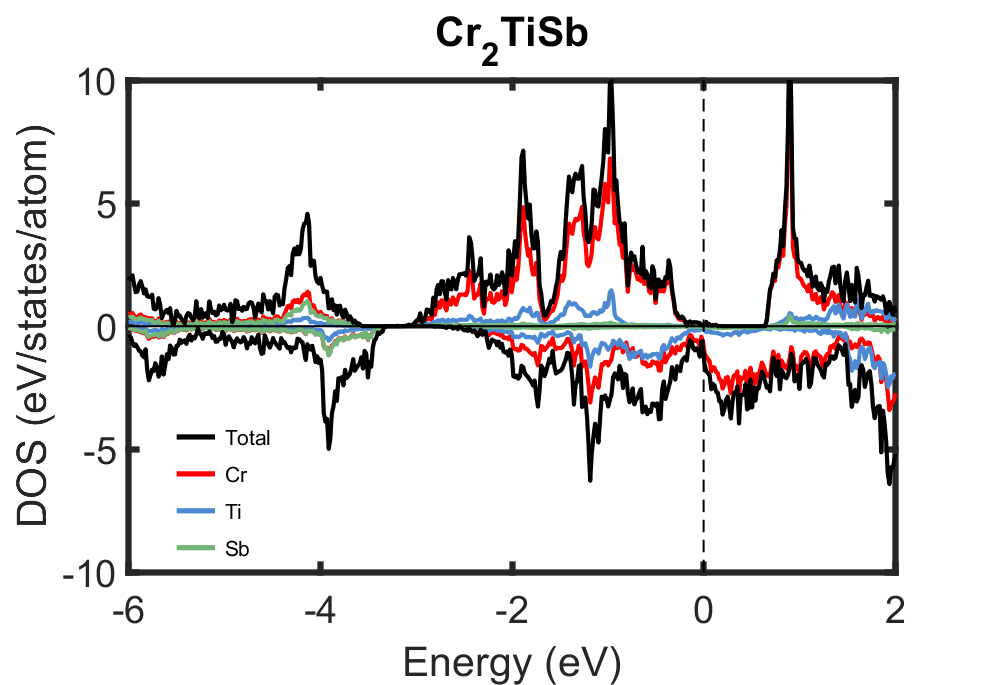 Cr2TiSb
10
5
0
-5
-10
DOS (eV/states/atom)
Total
Cr
Ti
Sb
-6
-4
-2
0
2
Energy (eV)